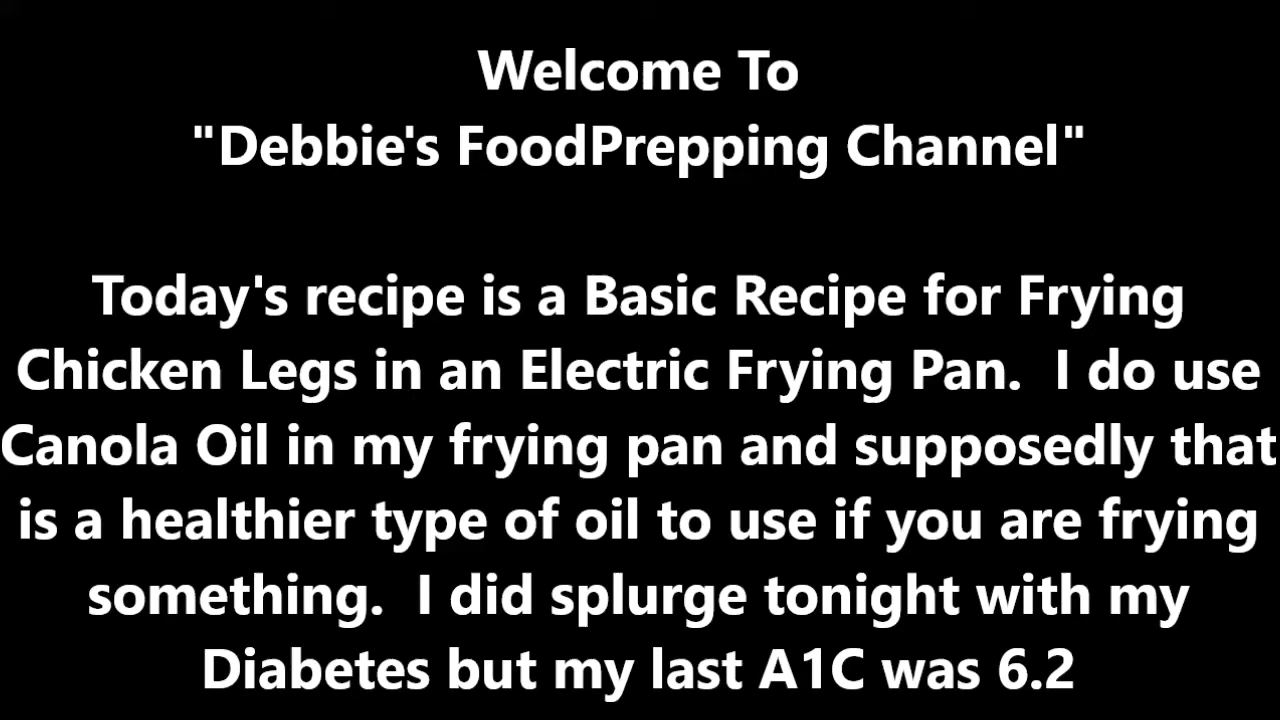 Welcome To
"Debbie's FoodPrepping Channel"
Today's recipe is a Basic Recipe for Frying
Chicken Legs in an Electric Frying Pan.  I do use
Canola Oil in my frying pan and supposedly that
is a healthier type of oil to use if you are frying
something.  I did splurge tonight with my
Diabetes but my last A1C was 6.2